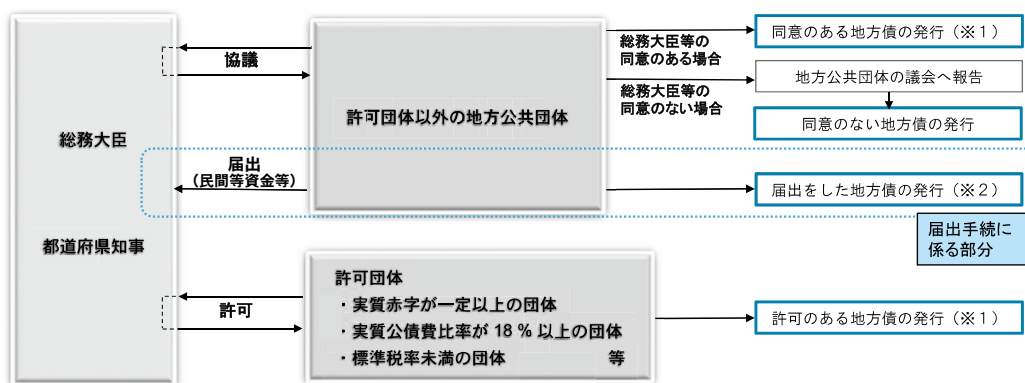 総務大臣
都道府県知事
協議
届出
(民間等資金等)
許可
許可団体以外の地方公共団体
許可団体
・実質赤字が一定以上の団体
・実質公債費比率が 18 % 以上の団体
・標準税率未満の団体 等
総務大臣等の
同意のある場合
総務大臣等の
同意のない場合
同意のある地方債の発行(※1)
地方公共団体の議会へ報告
同意のない地方債の発行
届出をした地方債の発行(※2)
届出手続に
係る部分
許可のある地方債の発行(※1)